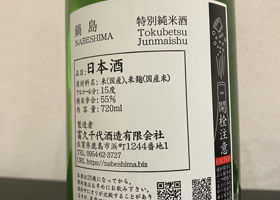 鍋島
NABESHIMA
特別純米酒
Tokubetsu
Junmaishu
品目:日本酒
原材料名:米(国産)、米麹(国産米)
アルコール分:15度
精米歩合:55%
内容量:720ml
製造者
富久千代酒造有限会社
佐賀県鹿島市浜町1244番地1
TEL 0954-62-3727
https://nabeshima.biz
開栓注意